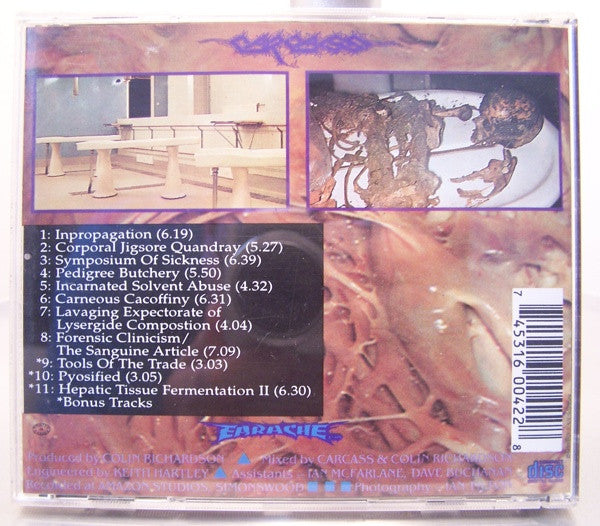 CARCASS
1: Inpropagation (6.19)
2: Corporal Jigsore Quandray (5.27)
3: Symposium Of Sickness (6.39)
4: Pedigree Butchery (5.50)
5: Incarnated Solvent Abuse (4.32)
6: Carneous Cacoffiny (6.31)
7: Lavaging Expectorate of
Lysergide Compostion (4.04)
8: Forensic Clinicism/
The Sanguine Article (7.09)
*9: Tools Of The Trade (3.03)
*10: Pyosified (3.05)
*11: Hepatic Tissue Fermentation II (6.30)
*Bonus Tracks
EARACHE
Produced by COLIN RICHARDSON Mixed by CARCASS & COLIN RICHARDSON
Engineered by KEITH HARTLEY Assistants - IAN MCFARLANE, DAVE BUCHANAN
Recorded at AMAZON STUDIOS, SIMONSWOOD Photography - IAN
7 45316 00422 8
disc